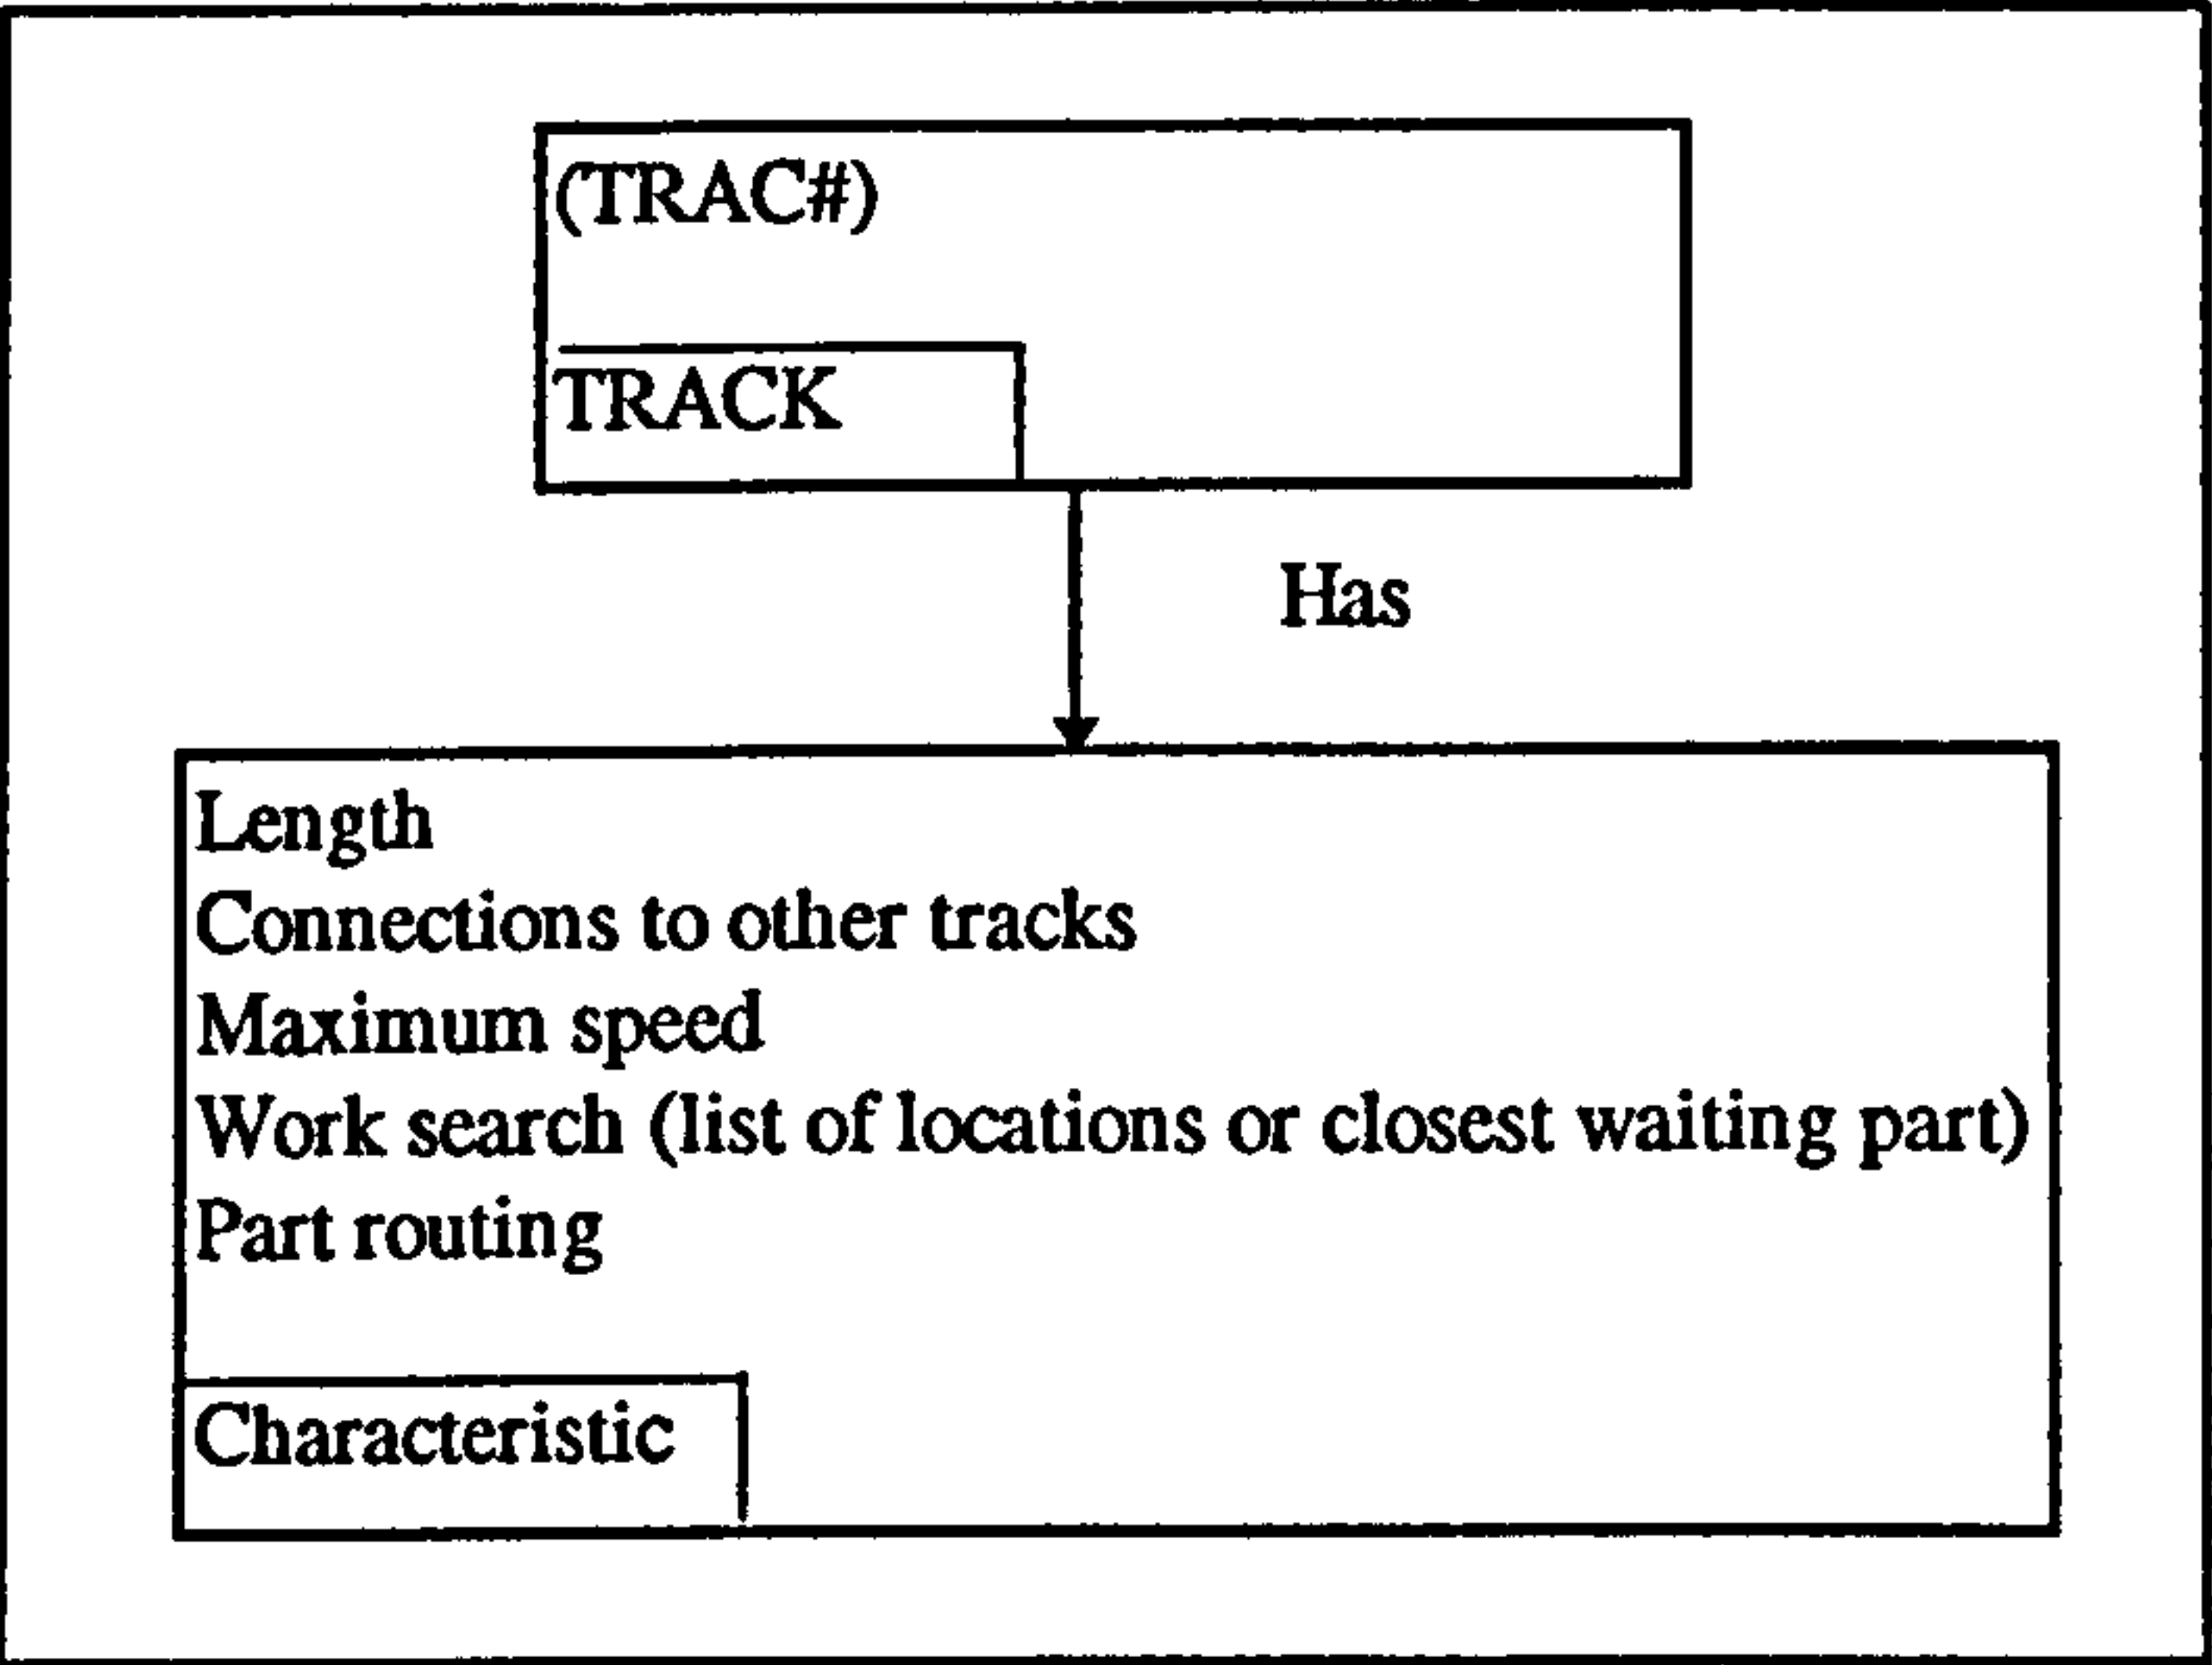 (TRAC#)
TRACK
Has
Length
Connections to other tracks
Maximum speed
Work search (list of locations or closest waiting part)
Part routing
Characteristic